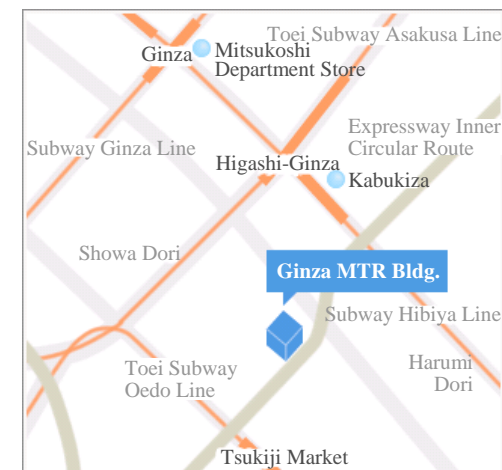 Toei Subway Asakusa Line
Ginza
Mitsukoshi
Department Store
Expressway Inner
Circular Route
Subway Ginza Line
Higashi-Ginza
Kabukiza
Showa Dori
Ginza MTR Bldg.
Subway Hibiya Line
Harumi
Dori
Toei Subway
Oedo Line
Tsukiji Market